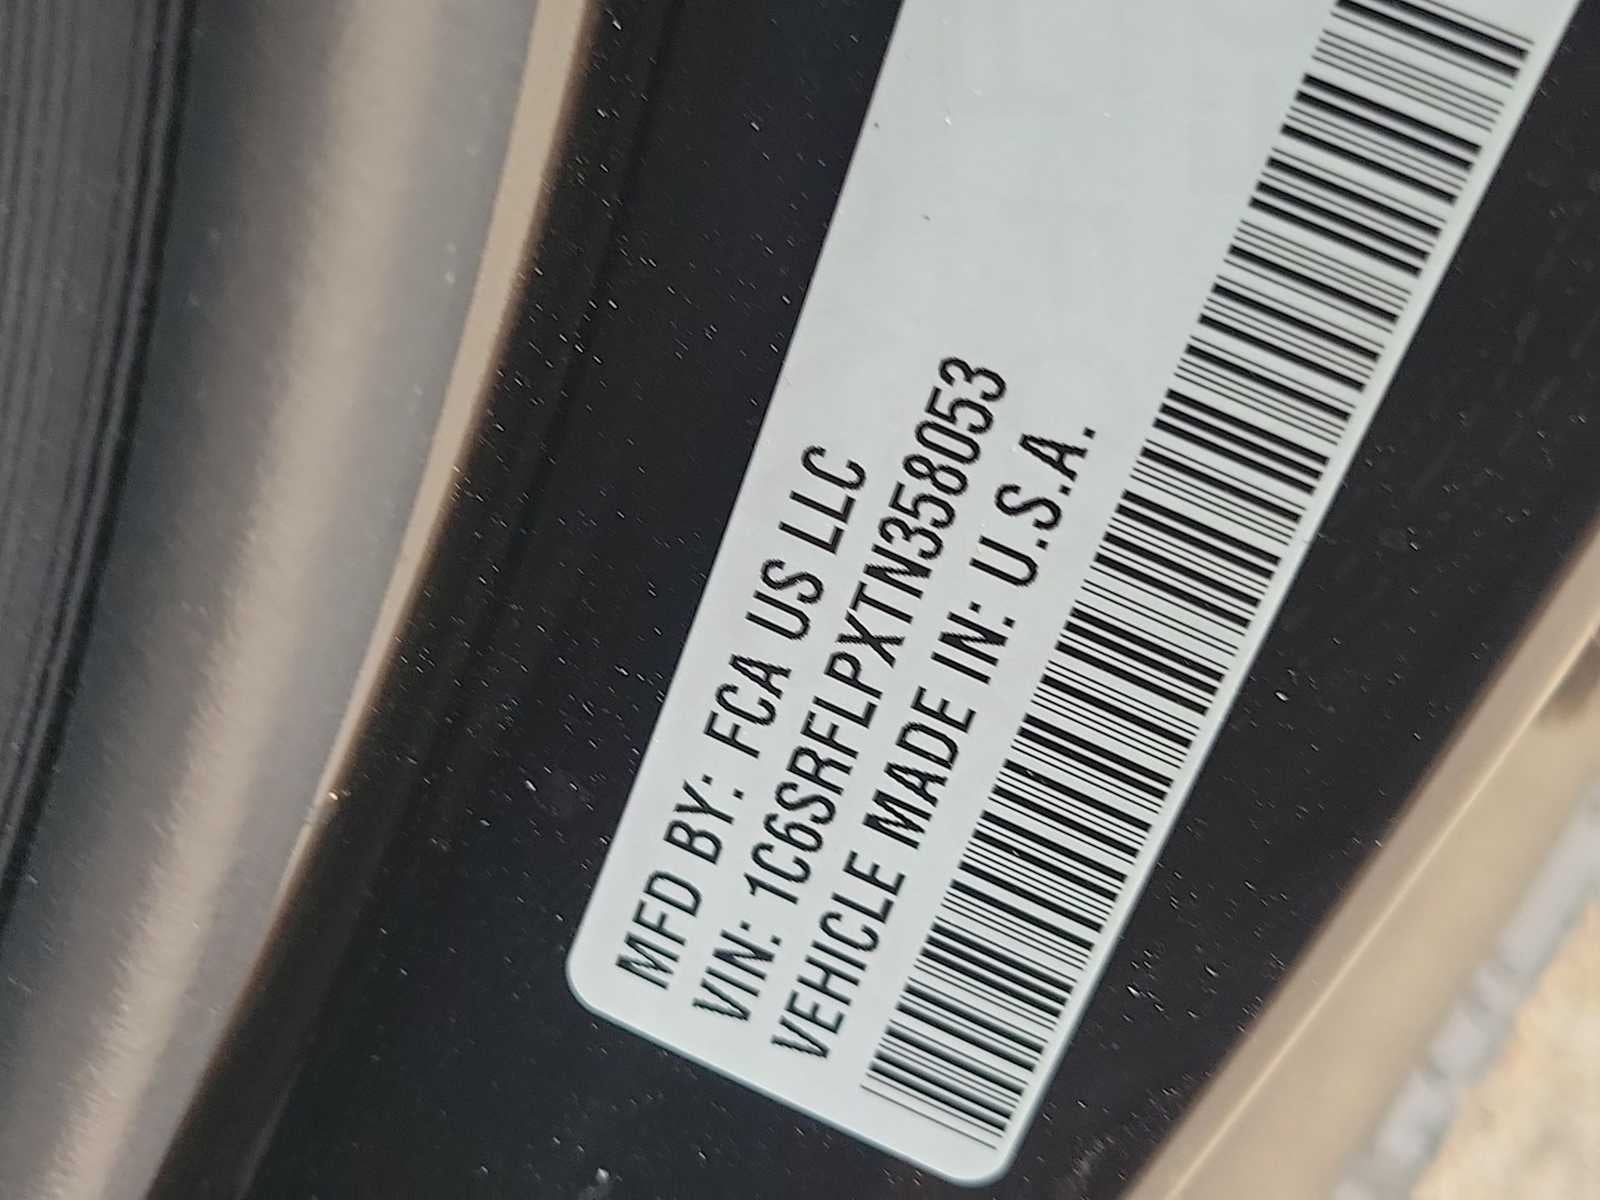 MFD BY: FCA US LLC
VIN: 1C6SRFLPXTN358053
VEHICLE MADE IN: U.S.A.